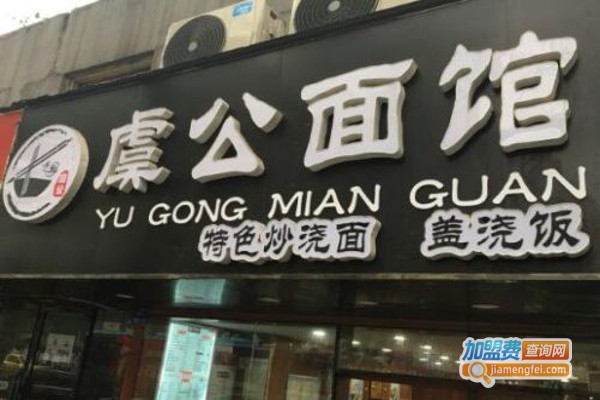 虞公面馆
YU GONG MIAN GUAN
特色炒浇面 盖浇饭
加盟费查询网
jiamengfei.com